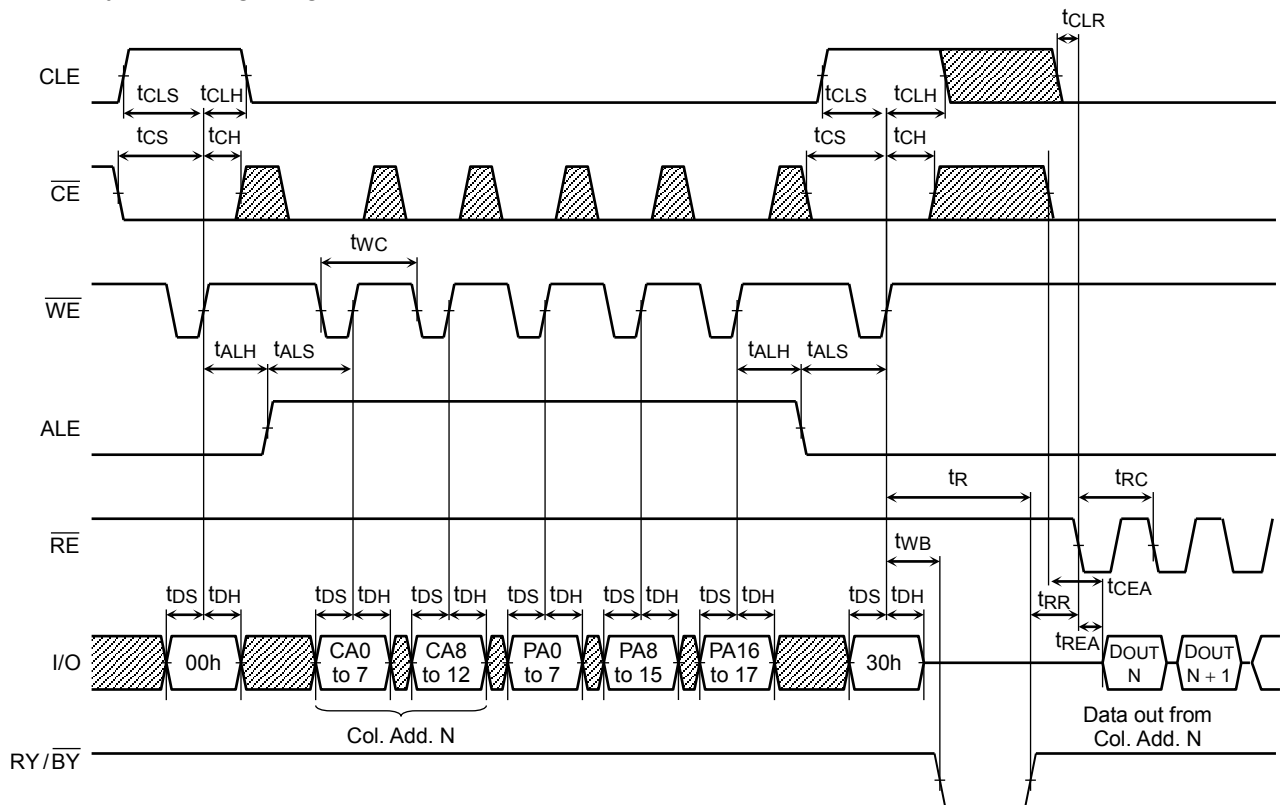 tCLR
CLE
tCLS tCLH tCLS tCLH
tCS tCH tCS tCH
CE
tWC
WE
tALH tALS tALH tALS
ALE
tR tRC
RE
tWB
tCEA
tDS tDH tDS tDH tDS tDH tDS tDH tDS tDH tDS tDH tDS tDH tRR
tREA
I/O 00h CA0 to 7 CA8 to 12 PA0 to 7 PA8 to 15 PA16 to 17 30h DOUT N DOUT N + 1
Col. Add. N
Data out from
Col. Add. N
RY/BY